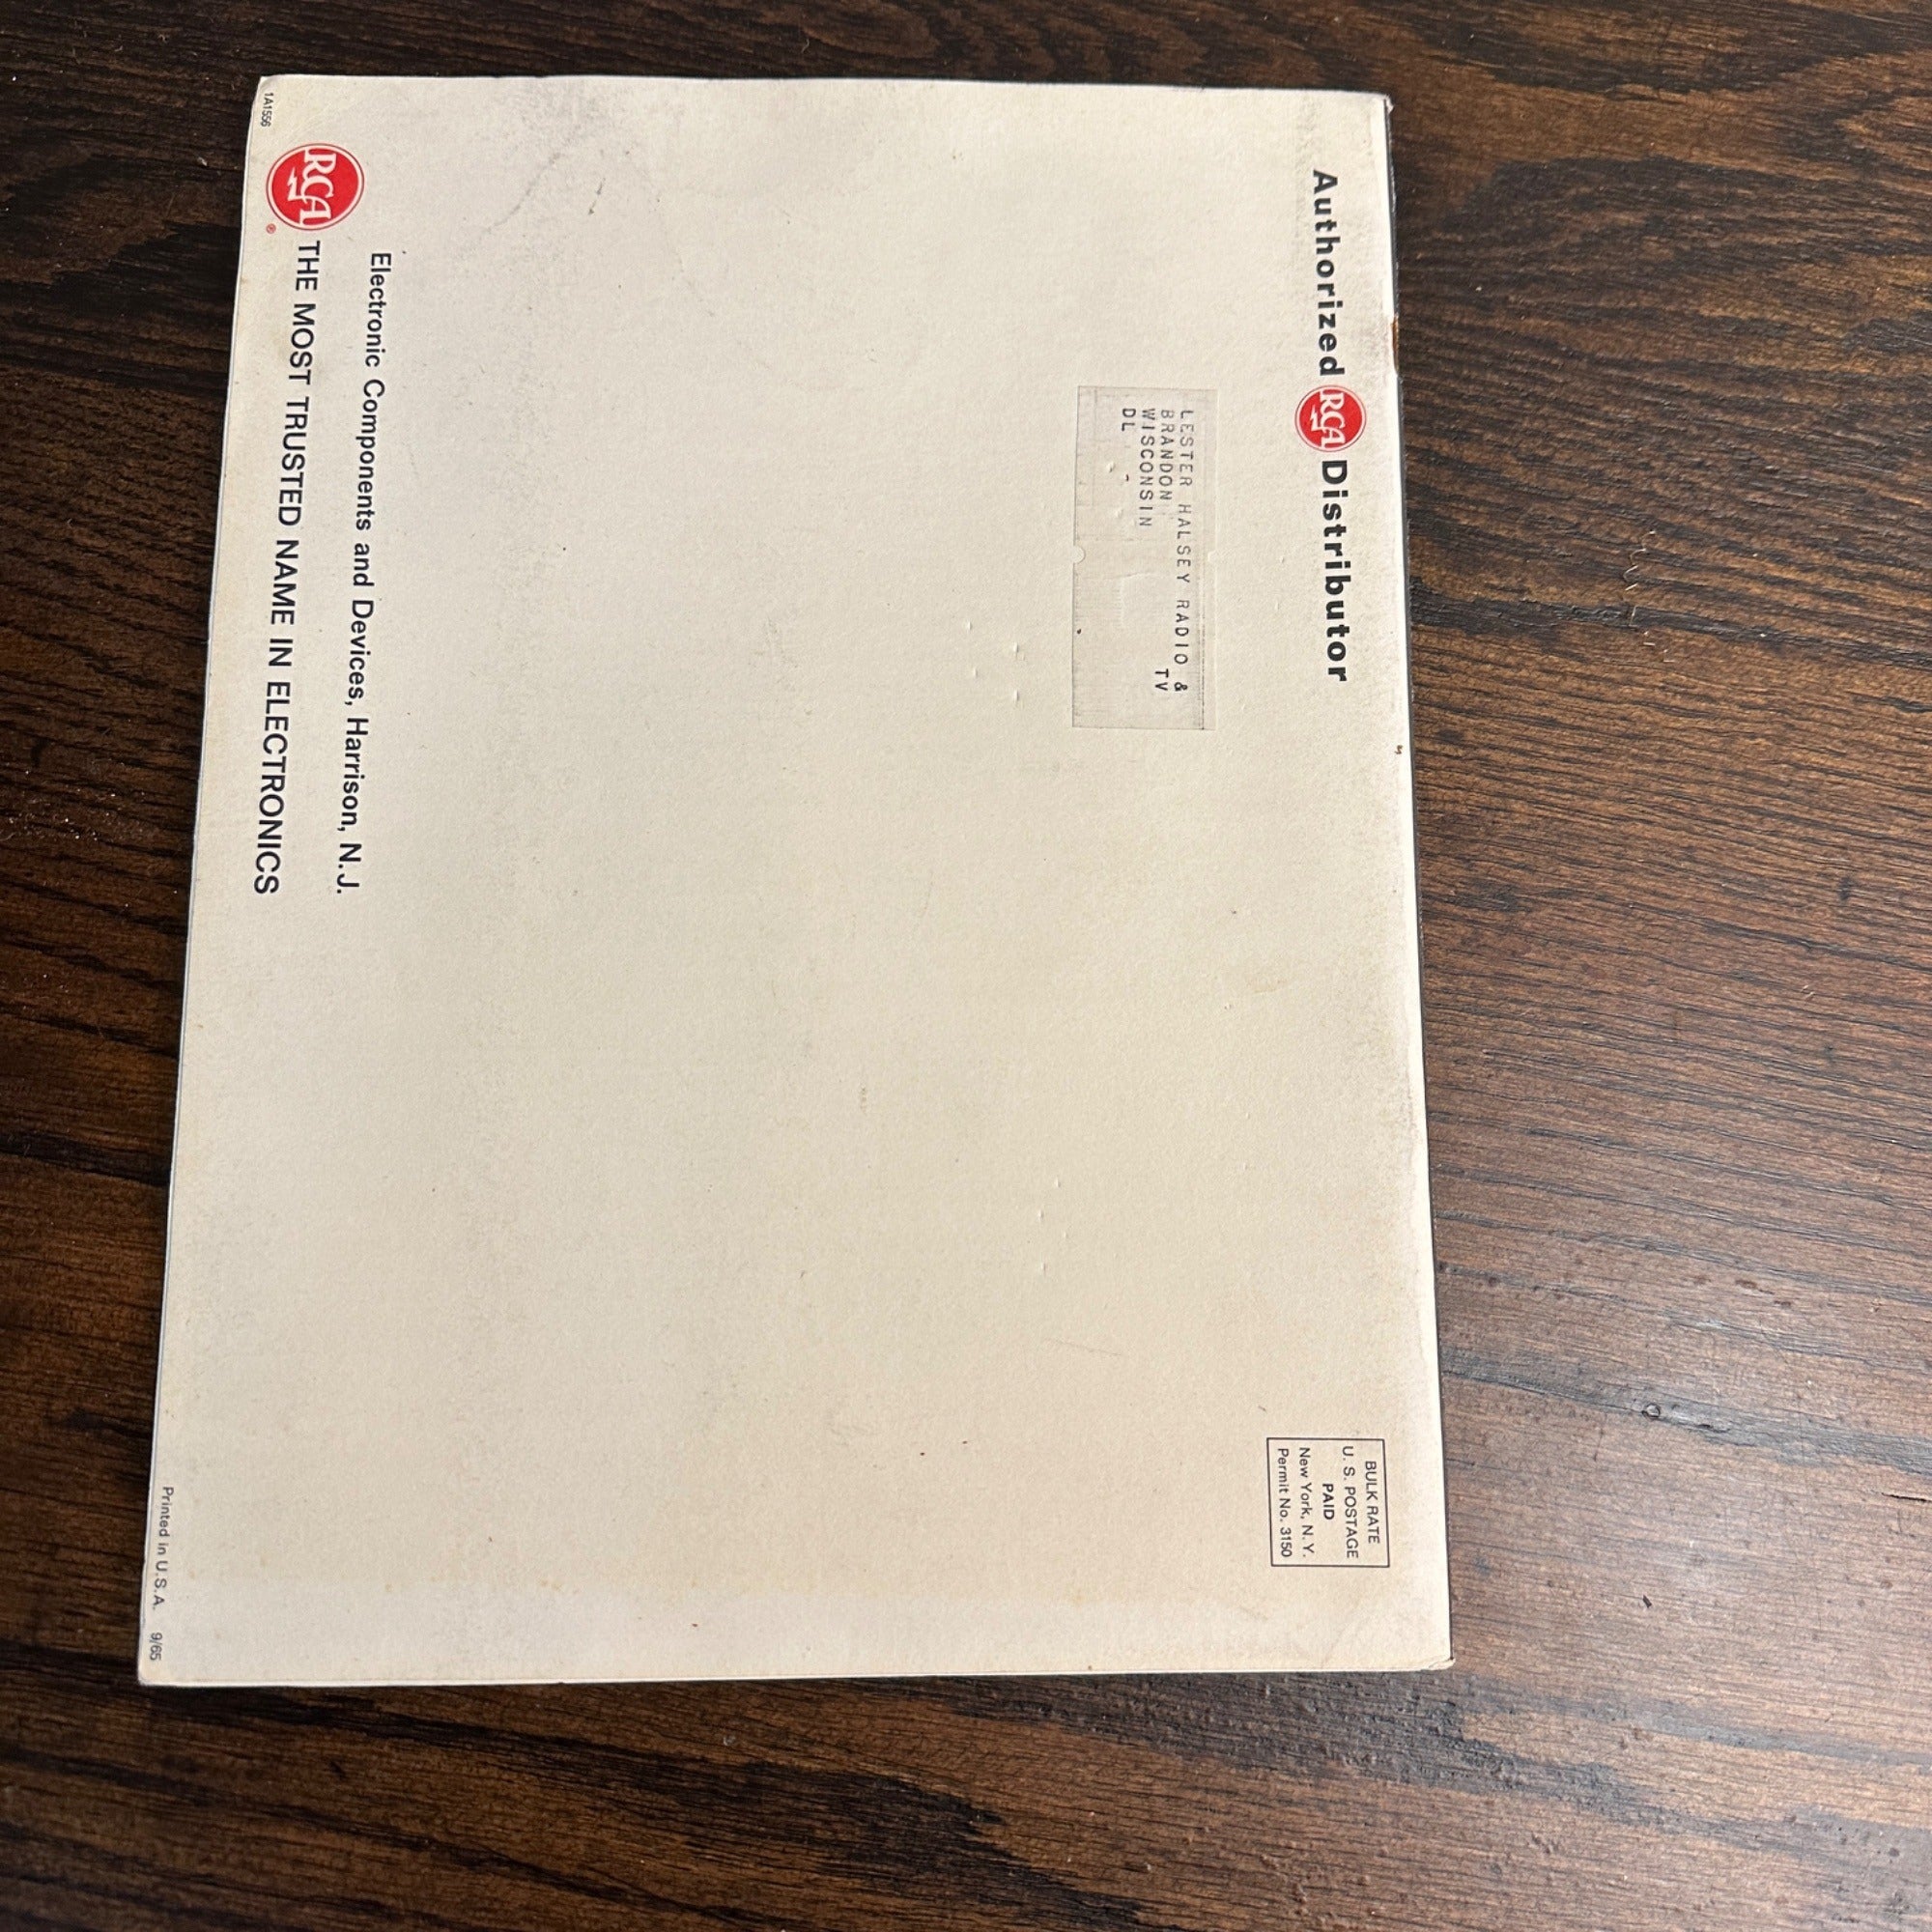 Authorized RCA Distributor
BULK RATE
U. S. POSTAGE
PAID
New York, N.Y.
Permit No. 3150
LESTER HALSEY RADIO &
TV
BRANDON
WISCONSIN
DL
Electronic Components and Devices, Harrison, N.J.
RCA ® THE MOST TRUSTED NAME IN ELECTRONICS
1A1556
Printed in U.S.A. 9/65